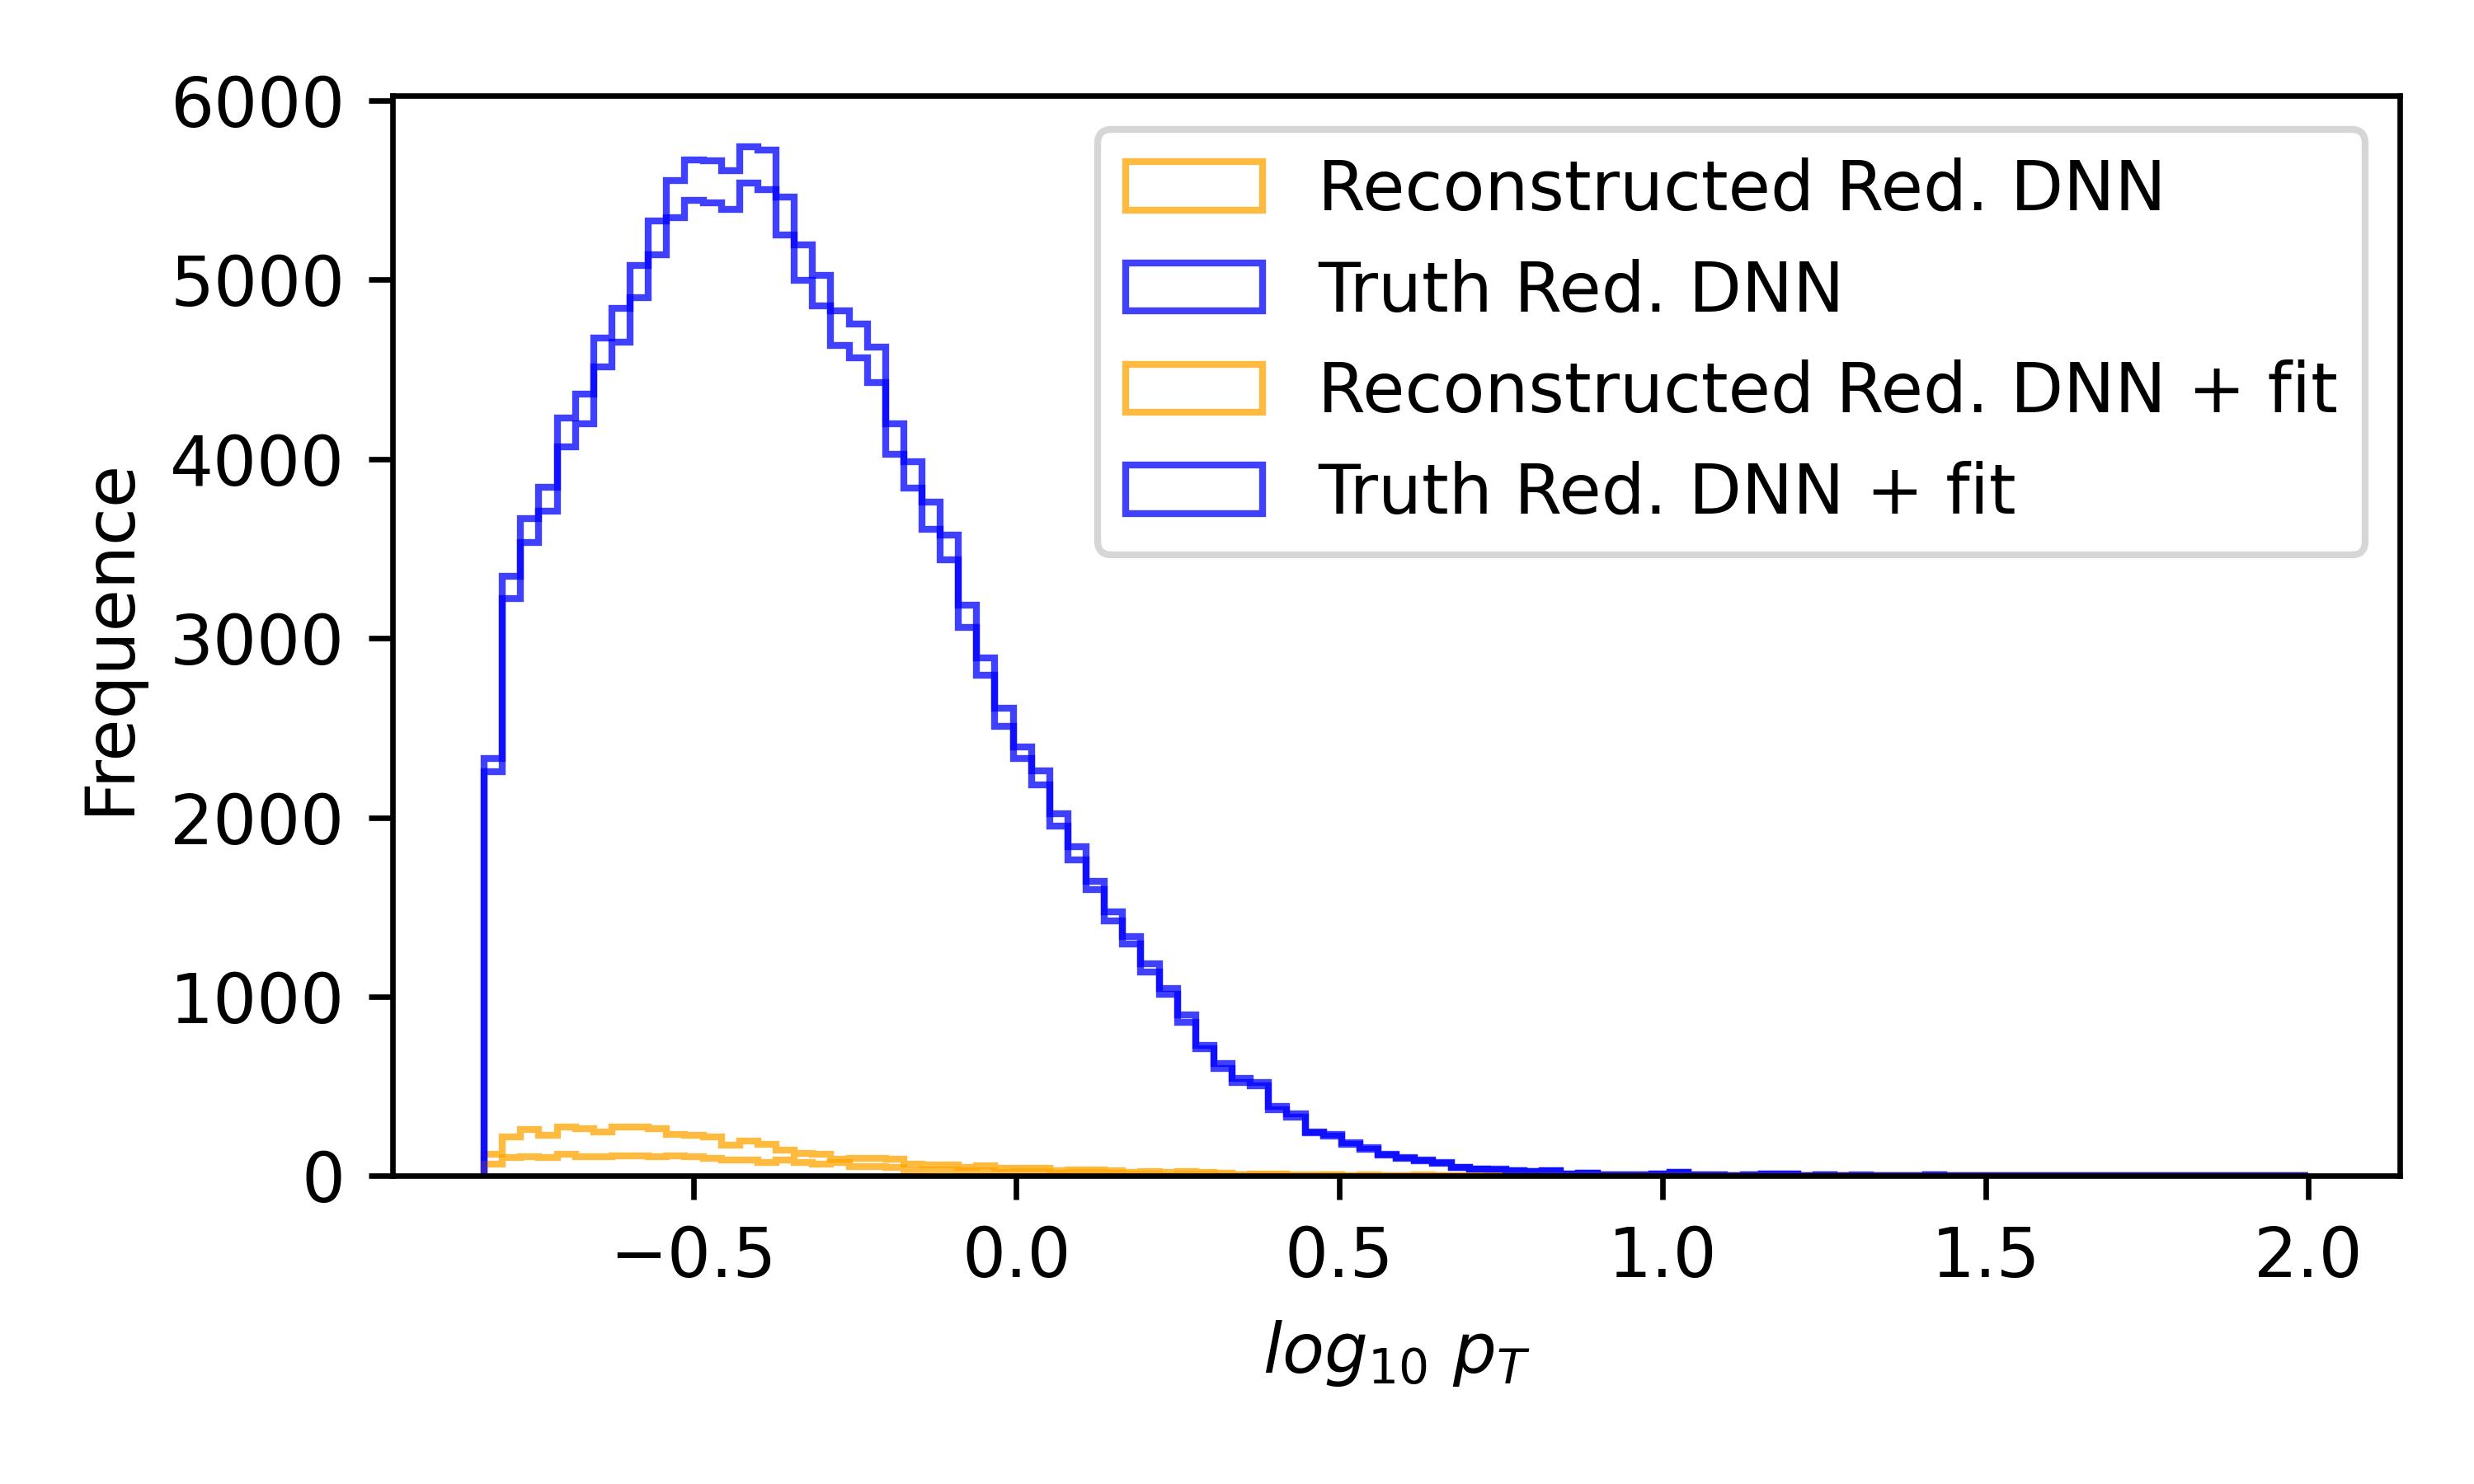 6000
5000
4000
3000
2000
1000
0
Frequence
Reconstructed Red. DNN
Truth Red. DNN
Reconstructed Red. DNN + fit
Truth Red. DNN + fit
−0.5 0.0 0.5 1.0 1.5 2.0
log₁₀ p_T